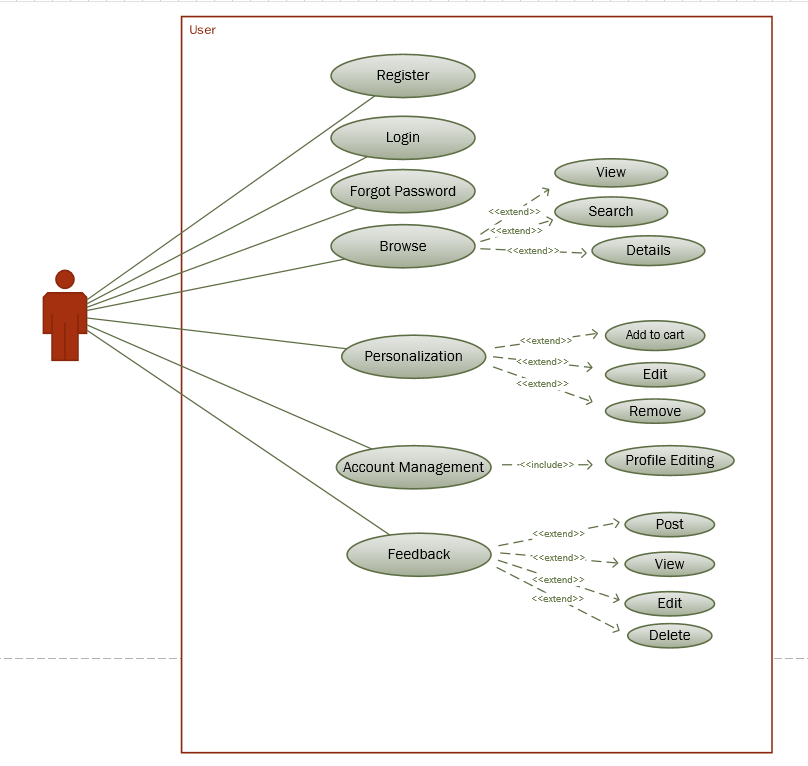 User
Register
Login
Forgot Password
Browse
<<extend>>
View
<<extend>>
Search
<<extend>>
Details
Personalization
<<extend>>
Add to cart
<<extend>>
Edit
<<extend>>
Remove
Account Management
<<include>>
Profile Editing
Feedback
<<extend>>
Post
<<extend>>
View
<<extend>>
Edit
<<extend>>
Delete